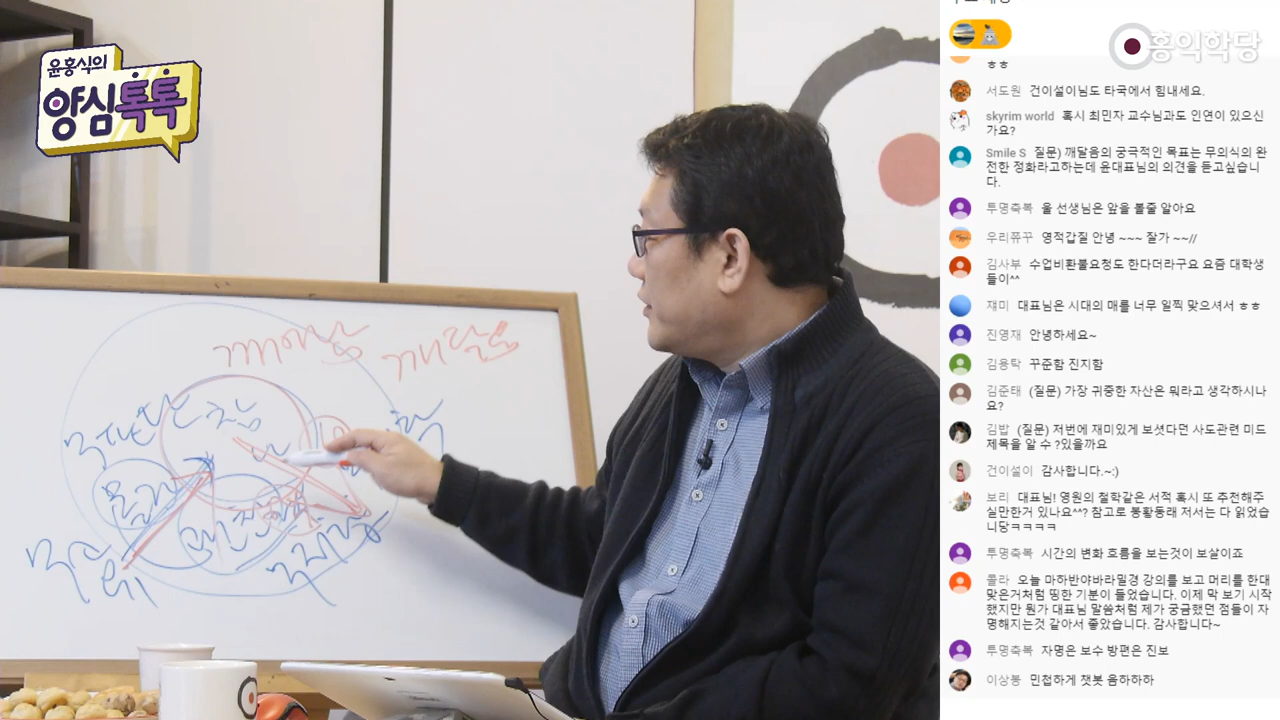 윤홍식의
양심톡톡
홍익학당
깨달음
ㅎㅎ
서도원 건이설이님도 타국에서 힘내세요.
skyrim world 혹시 최민자 교수님과도 인연이 있으신
가요?
Smile S 질문) 깨달음의 궁극적인 목표는 무의식의 완
전한 정화라고하는데 윤대표님의 의견을 듣고싶습니
다.
투명축복 울 선생님은 앞을 볼줄 알아요
우리쮸꾸 영적갑질 안녕 ~~~ 잘가 ~~//
김사부 수업비환불요청도 한다더라구요 요즘 대학생
들이^^
쟤미 대표님은 시대의 매를 너무 일찍 맞으셔서 ㅎㅎ
진영재 안녕하세요~
김용탁 꾸준함 진지함
김준태 (질문) 가장 귀중한 자산은 뭐라고 생각하시나
요?
김밥 (질문) 저번에 재미있게 보셧다던 사도관련 미드
제목을 알 수 ?있을까요
건이설이 감사합니다.~:)
보리 대표님! 영원의 철학같은 서적 혹시 또 추전해주
실만한거 있나요^^? 참고로 통황동래 저서는 다 읽었습
니당ㅋㅋㅋㅋ
투명축복 시간의 변화 흐름을 보는것이 보살이죠
쿨라 오늘 마하반야바라밀경 강의를 보고 머리를 한대
맞은거처럼 띵한 기분이 들었습니다. 이제 막 보기 시작
했지만 뭔가 대표님 말씀처럼 제가 궁금했던 점들이 자
명해지는것 같아서 좋았습니다. 감사합니다~
투명축복 자명은 보수 방편은 진보
이상봉 민첩하게 챗봇 음하하하